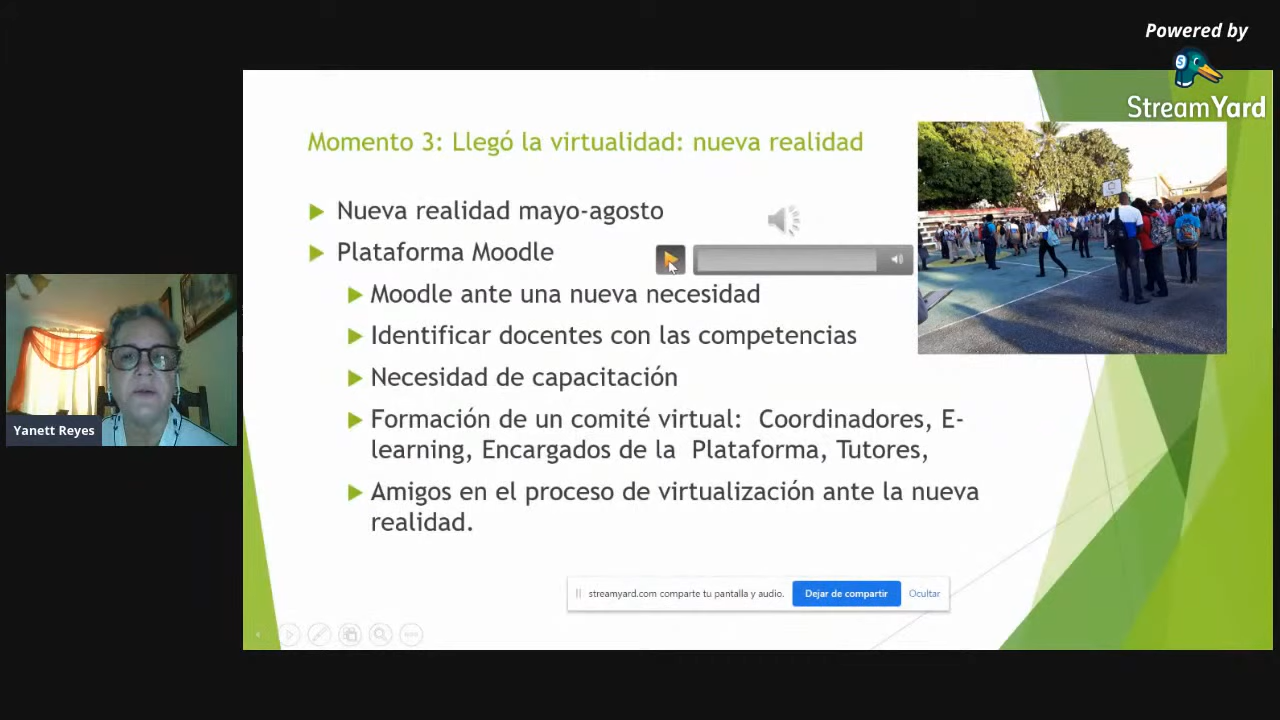 Powered by
StreamYard
Momento 3: Llegó la virtualidad: nueva realidad
Nueva realidad mayo-agosto
Plataforma Moodle
Moodle ante una nueva necesidad
Identificar docentes con las competencias
Necesidad de capacitación
Formación de un comité virtual:  Coordinadores, E-
learning, Encargados de la  Plataforma, Tutores,
Amigos en el proceso de virtualización ante la nueva
realidad.
Yanett Reyes
streamyard.com comparte tu pantalla y audio.
Dejar de compartir
Ocultar